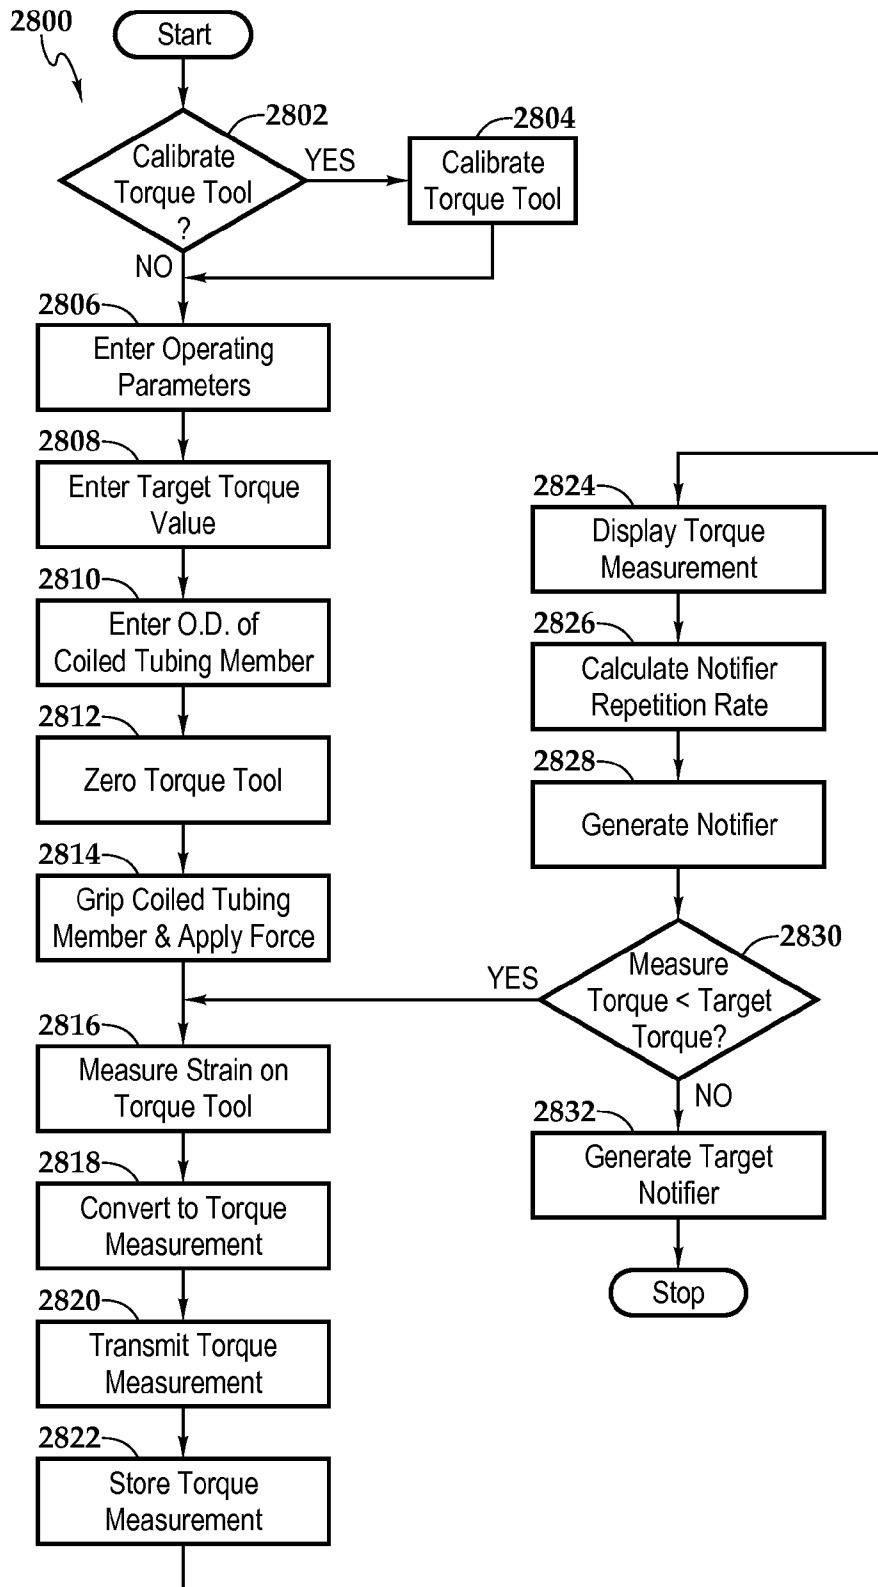 2800
Start
2802
Calibrate
Torque Tool
?
YES
NO
2804
Calibrate
Torque Tool
2806
Enter Operating
Parameters
2808
Enter Target Torque
Value
2810
Enter O.D. of
Coiled Tubing Member
2812
Zero Torque Tool
2814
Grip Coiled Tubing
Member & Apply Force
2816
Measure Strain on
Torque Tool
2818
Convert to Torque
Measurement
2820
Transmit Torque
Measurement
2822
Store Torque
Measurement
2824
Display Torque
Measurement
2826
Calculate Notifier
Repetition Rate
2828
Generate Notifier
2830
Measure
Torque < Target
Torque?
YES
NO
2832
Generate Target
Notifier
Stop